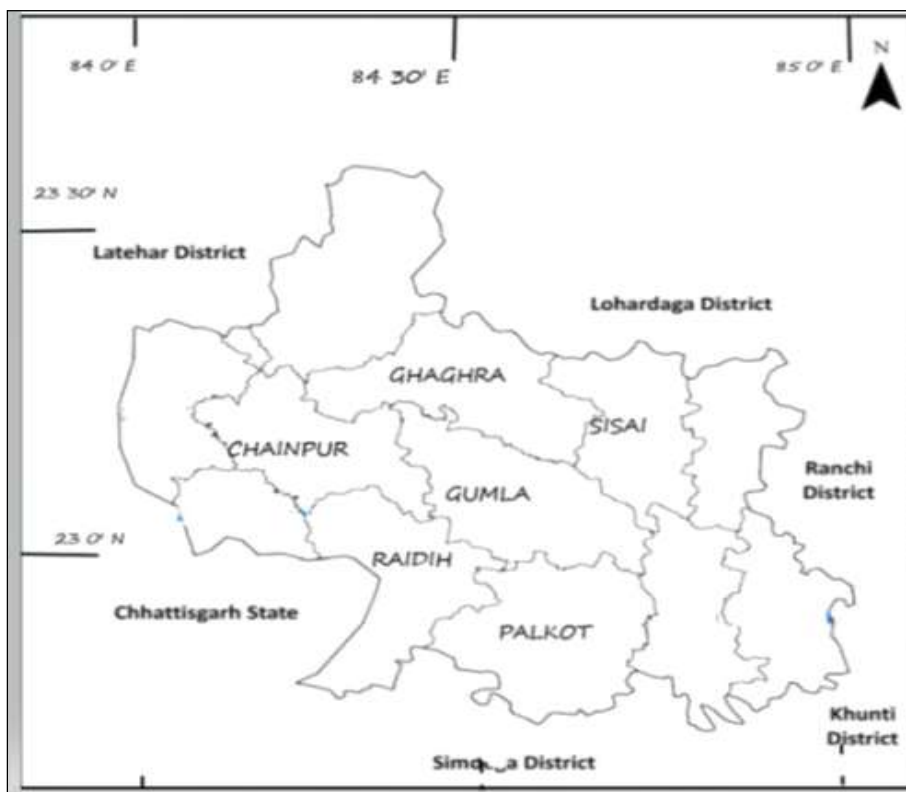 84 0' E
84 30' E
85 0' E
N
23 30' N
Latehar District
Lohardaga District
GHAGHRA
SISAI
CHAINPUR
Ranchi
District
GUMLA
23 0' N
RAIDIH
Chhattisgarh State
PALKOT
Khunti
District
District